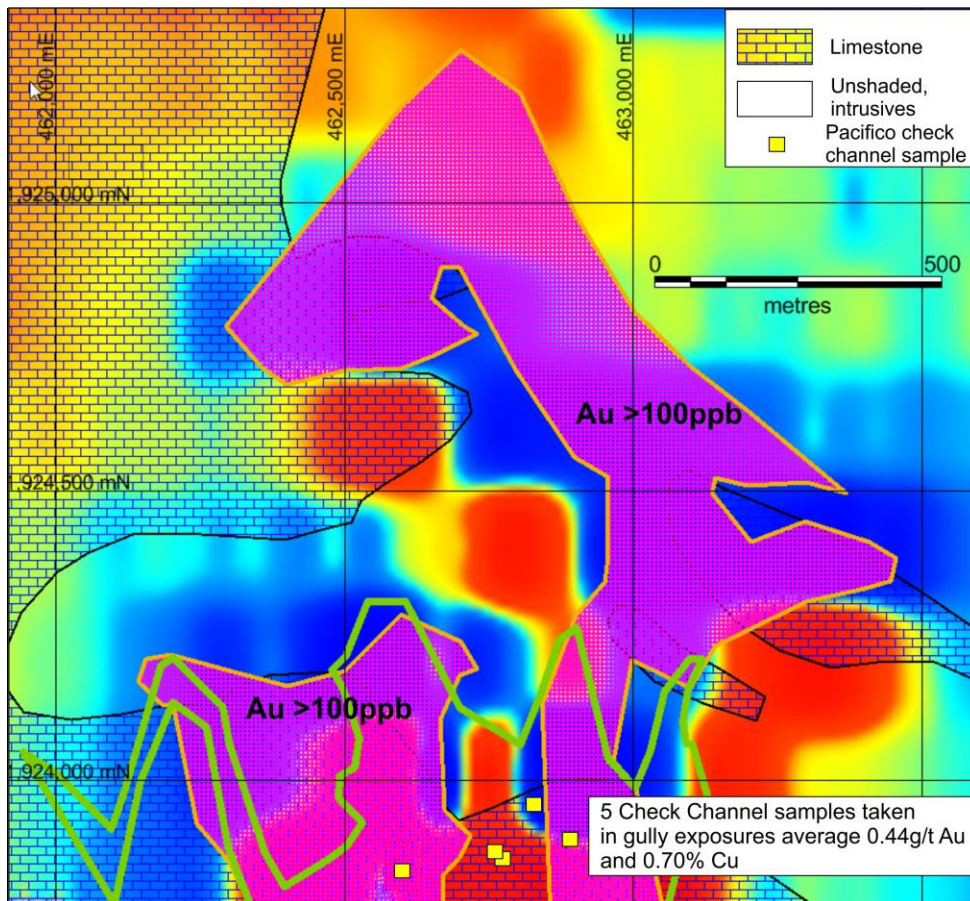 462,000 mE
462,500 mE
463,000 mE
Limestone
Unshaded,
intrusives
Pacifico check
channel sample
1,925,000 mN
0
500
metres
Au >100ppb
1,924,500 mN
Au >100ppb
1,924,000 mN
5 Check Channel samples taken
in gully exposures average 0.44g/t Au
and 0.70% Cu